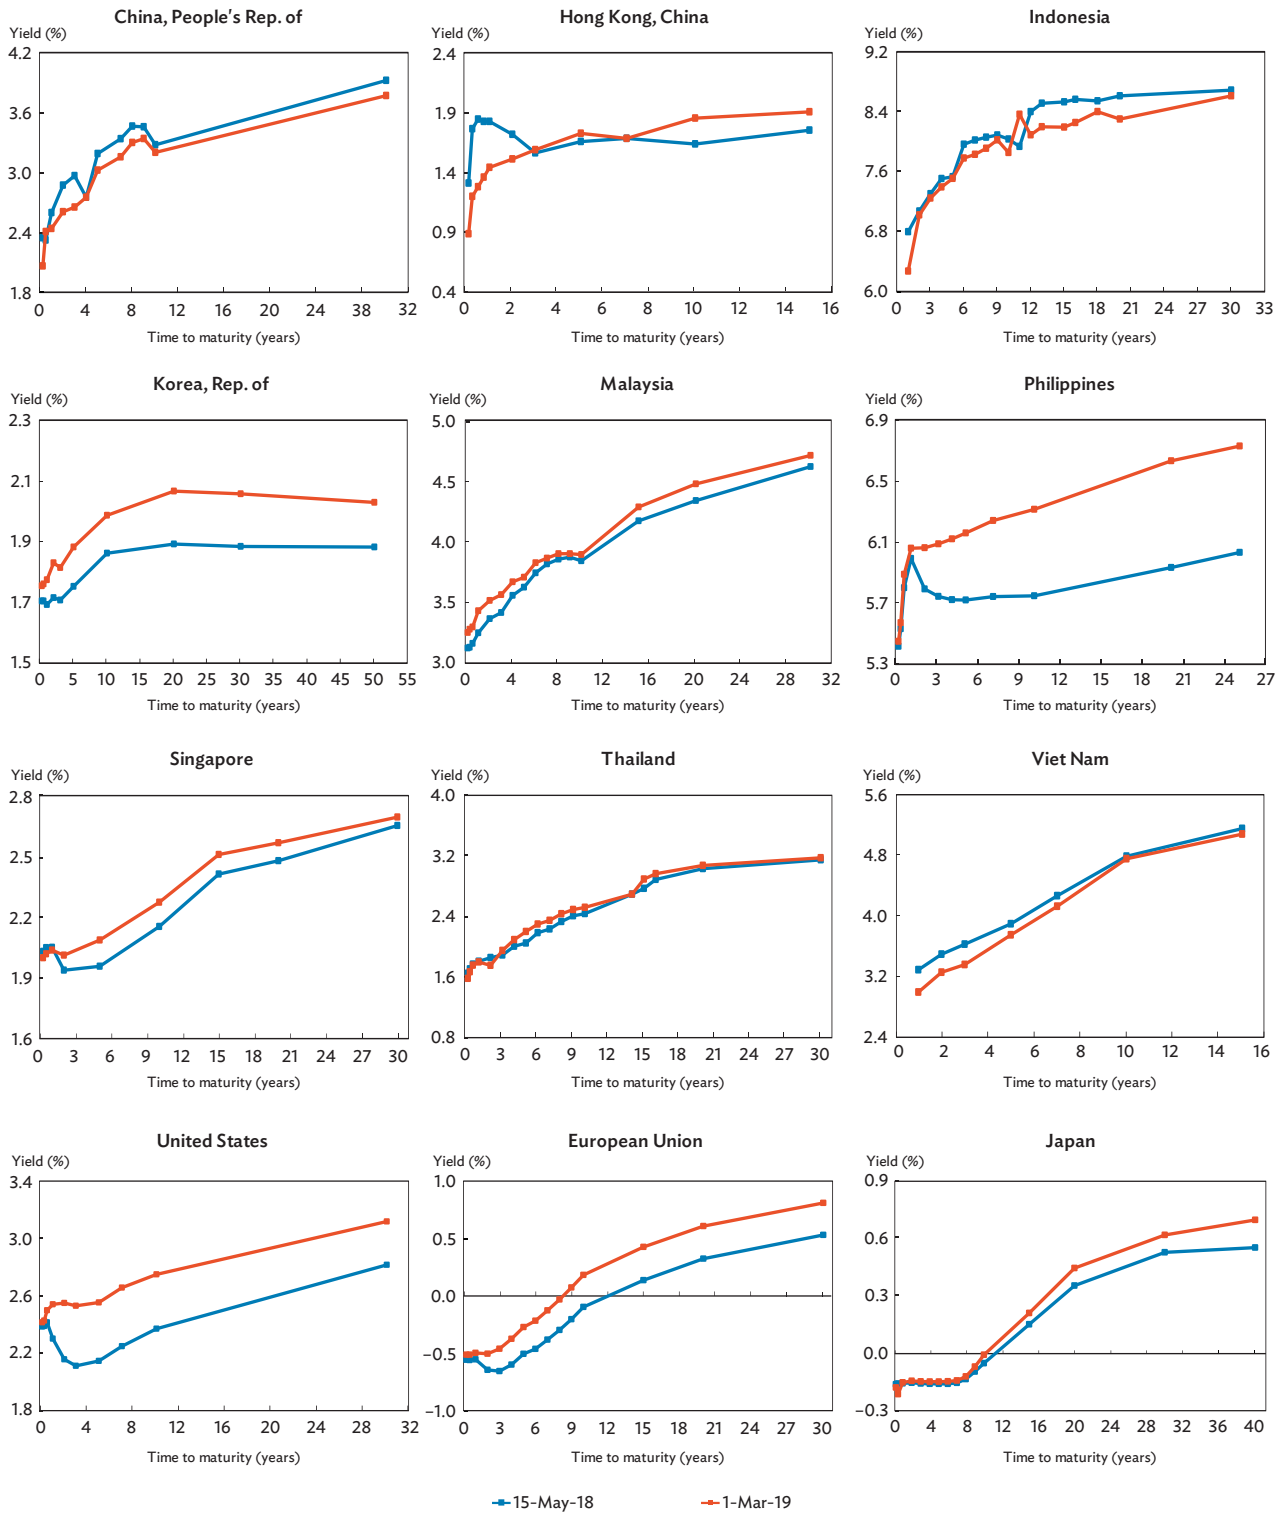 China, People's Rep. of
Yield (%)
4.2
3.6
3.0
2.4
1.8
0 4 8 12 16 20 24 28 38 32
Time to maturity (years)
Hong Kong, China
Yield (%)
2.4
1.9
1.4
0.9
0.4
0 2 4 6 8 10 12 14 16
Time to maturity (years)
Indonesia
Yield (%)
9.2
8.4
7.6
6.8
6.0
0 3 6 9 12 15 18 21 24 27 30 33
Time to maturity (years)
Korea, Rep. of
Yield (%)
2.3
2.1
1.9
1.7
1.5
0 5 10 15 20 25 30 35 40 45 50 55
Time to maturity (years)
Malaysia
Yield (%)
5.0
4.5
4.0
3.5
3.0
0 4 8 12 16 20 24 28 32
Time to maturity (years)
Philippines
Yield (%)
6.9
6.5
6.1
5.7
5.3
0 3 6 9 12 15 18 21 24 27
Time to maturity (years)
Singapore
Yield (%)
2.8
2.5
2.2
1.9
1.6
0 3 6 9 12 15 18 21 24 27 30
Time to maturity (years)
Thailand
Yield (%)
4.0
3.2
2.4
1.6
0.8
0 3 6 9 12 15 18 21 24 27 30
Time to maturity (years)
Viet Nam
Yield (%)
5.6
4.8
4.0
3.2
2.4
0 2 4 6 8 10 12 14 16
Time to maturity (years)
United States
Yield (%)
3.4
3.0
2.6
2.2
1.8
0 4 8 12 16 20 24 28 32
Time to maturity (years)
European Union
Yield (%)
1.0
0.5
0.0
–0.5
–1.0
0 3 6 9 12 15 18 21 24 27 30
Time to maturity (years)
Japan
Yield (%)
0.9
0.6
0.3
0.0
–0.3
0 4 8 12 16 20 24 28 32 36 40
Time to maturity (years)
15-May-18 1-Mar-19